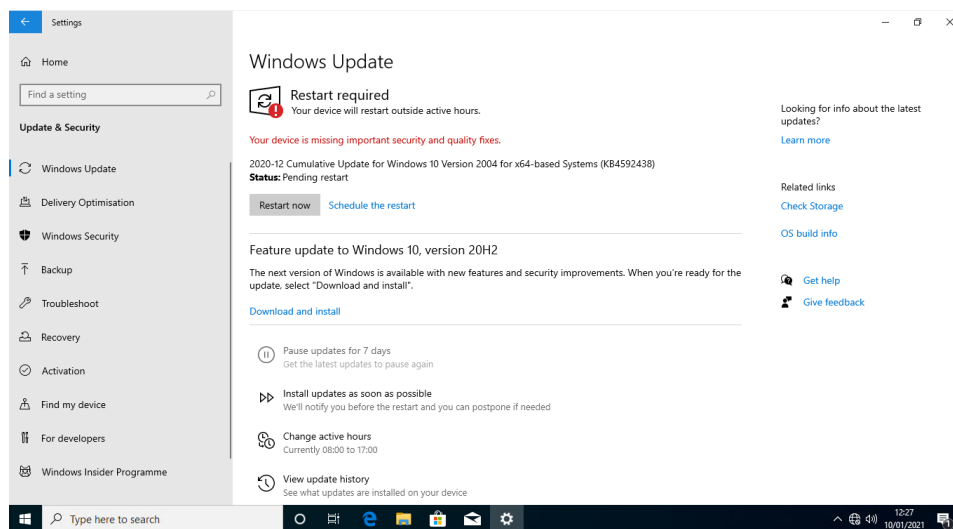 Settings
Home
Find a setting
Update & Security
Windows Update
Delivery Optimisation
Windows Security
Backup
Troubleshoot
Recovery
Activation
Find my device
For developers
Windows Insider Programme
Windows Update
Restart required
Your device will restart outside active hours.
Your device is missing important security and quality fixes.
2020-12 Cumulative Update for Windows 10 Version 2004 for x64-based Systems (KB4592438)
Status: Pending restart
Restart now Schedule the restart
Feature update to Windows 10, version 20H2
The next version of Windows is available with new features and security improvements. When you're ready for the
update, select "Download and install".
Download and install
Pause updates for 7 days
Get the latest updates to pause again
Install updates as soon as possible
We'll notify you before the restart and you can postpone if needed
Change active hours
Currently 08:00 to 17:00
View update history
See what updates are installed on your device
Looking for info about the latest
updates?
Learn more
Related links
Check Storage
OS build info
Get help
Give feedback
Type here to search
12:27
10/01/2021
1